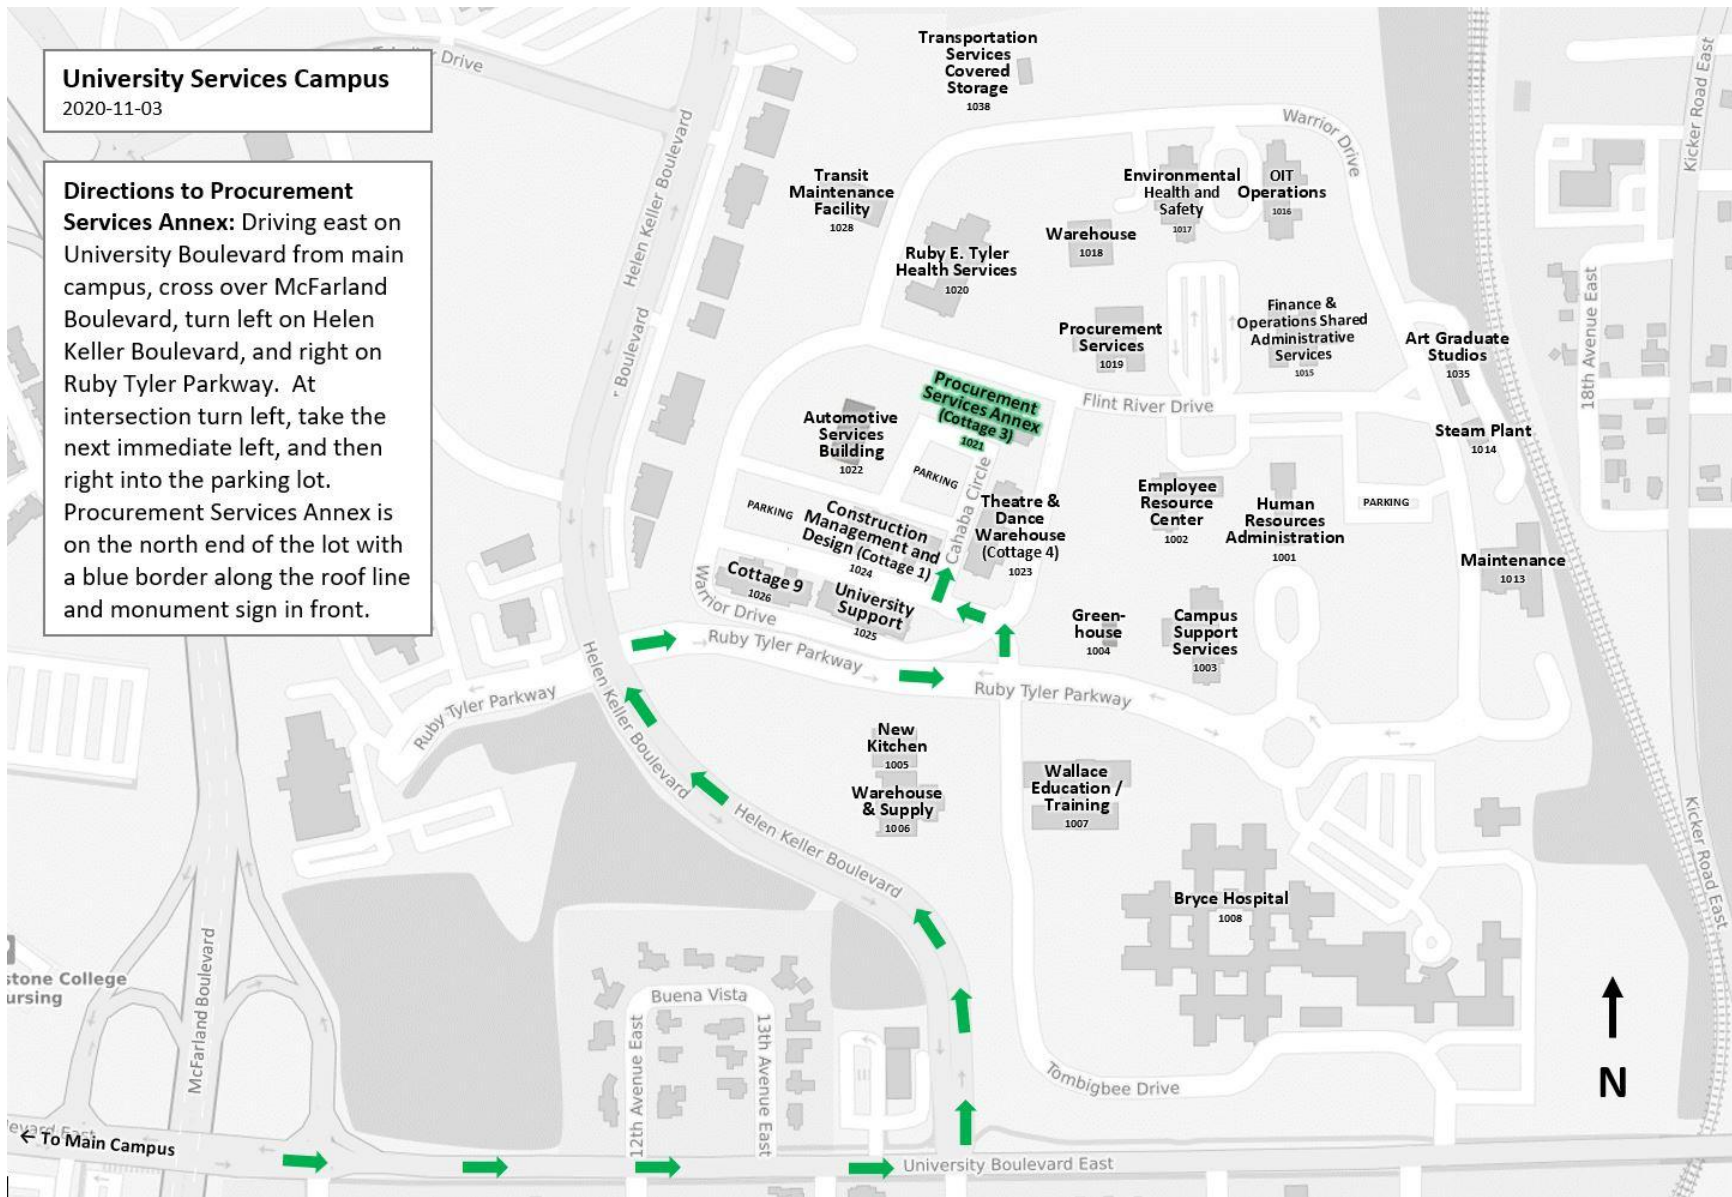 University Services Campus
2020-11-03
Directions to Procurement
Services Annex: Driving east on
University Boulevard from main
campus, cross over McFarland
Boulevard, turn left on Helen
Keller Boulevard, and right on
Ruby Tyler Parkway. At
intersection turn left, take the
next immediate left, and then
right into the parking lot.
Procurement Services Annex is
on the north end of the lot with
a blue border along the roof line
and monument sign in front.
Drive
Helen Keller Boulevard
Helen Keller Boulevard
r Boulevard
Transportation
Services
Covered
Storage
1038
Warrior Drive
Kicker Road East
Transit
Maintenance
Facility
1028
Environmental
Health and
Safety
1017
OIT
Operations
1016
Warehouse
1018
Ruby E. Tyler
Health Services
1020
Procurement
Services
1019
Finance &
Operations Shared
Administrative
Services
1015
Art Graduate
Studios
1035
18th Avenue East
Procurement
Services Annex
(Cottage 3)
1021
Flint River Drive
Automotive
Services
Building
1022
Steam Plant
1014
PARKING
PARKING
Cahaba Circle
Construction
Management and
Design (Cottage 1)
1024
Theatre &
Dance
Warehouse
(Cottage 4)
1023
Employee
Resource
Center
1002
Human
Resources
Administration
1001
PARKING
Maintenance
1013
Cottage 9
1026
University
Support
1025
Warrior Drive
Green-
house
1004
Campus
Support
Services
1003
Ruby Tyler Parkway
Ruby Tyler Parkway
Ruby Tyler Parkway
Helen Keller Boulevard
New
Kitchen
1005
Warehouse
& Supply
1006
Wallace
Education /
Training
1007
Helen Keller Boulevard
Kicker Road East
Bryce Hospital
1008
stone College
ursing
McFarland Boulevard
Buena Vista
12th Avenue East
13th Avenue East
Tombigbee Drive
N
← To Main Campus
University Boulevard East